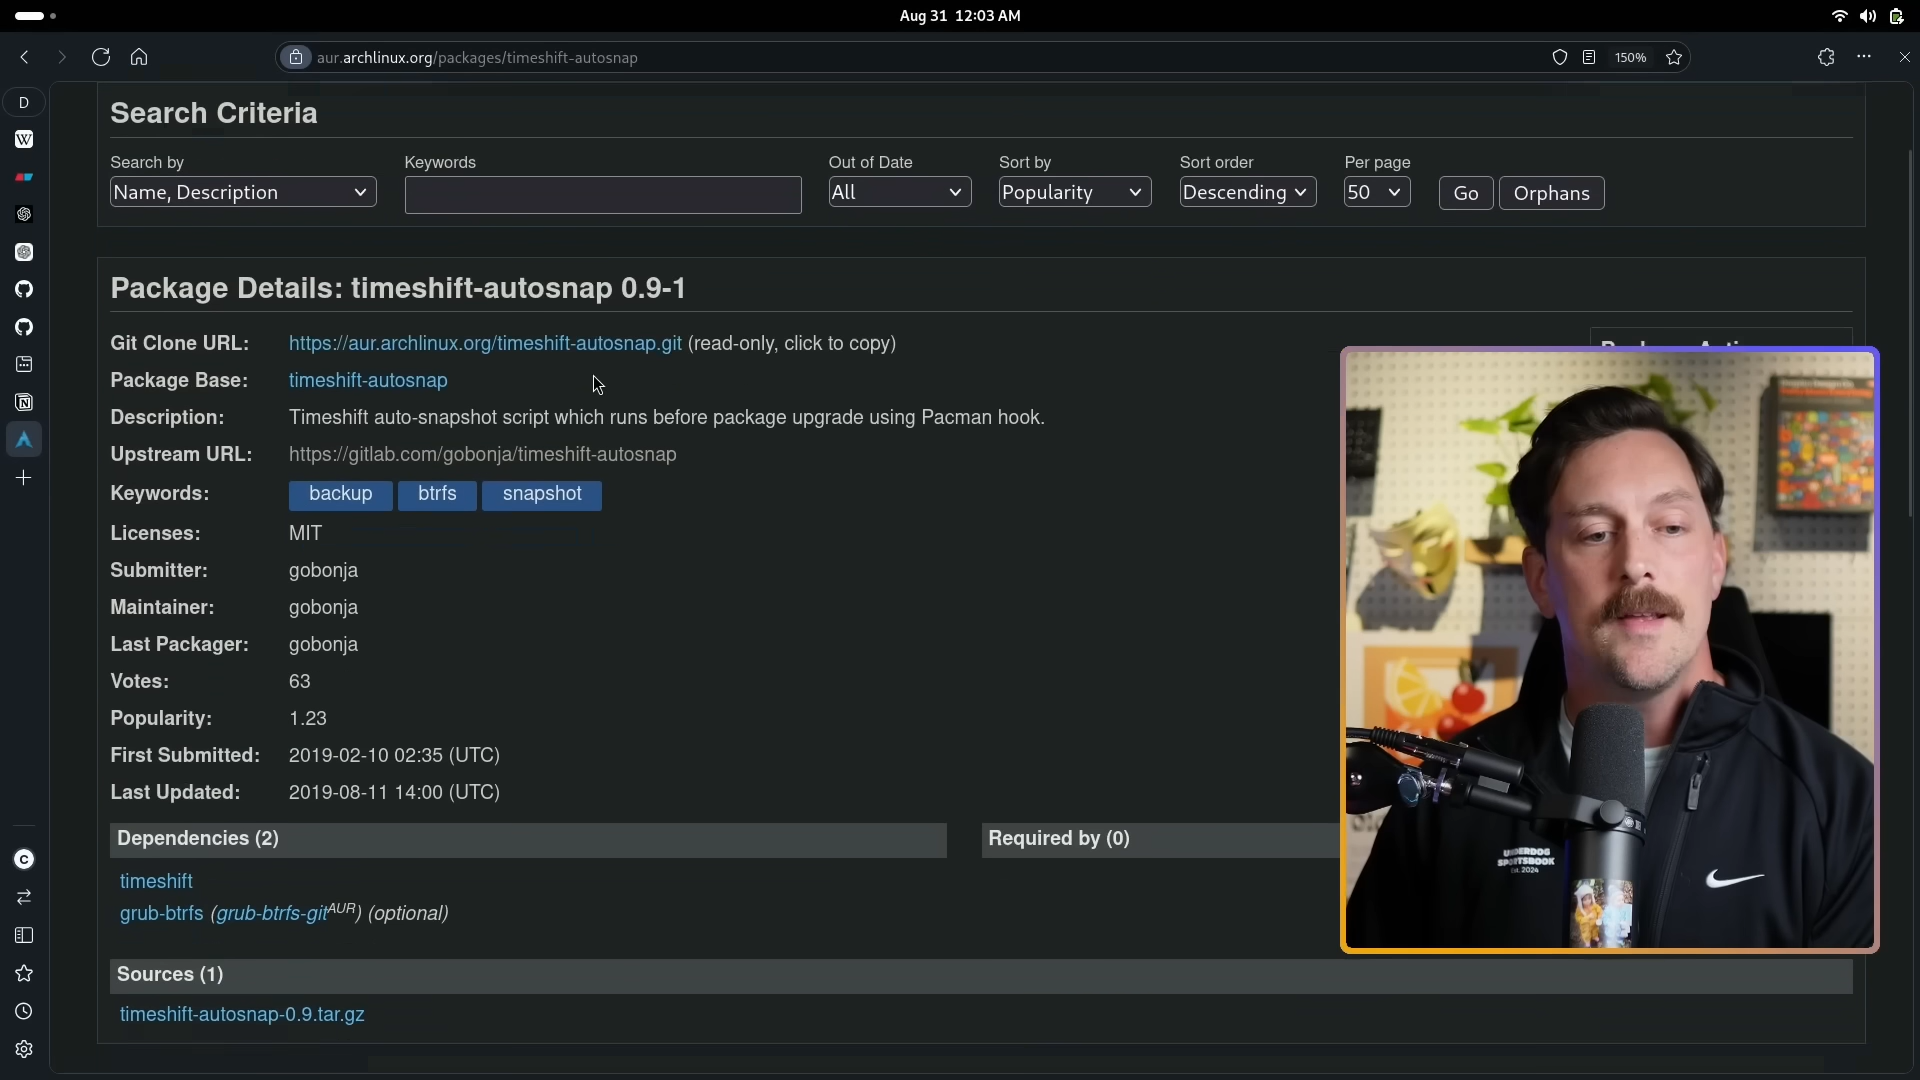 Aug 31 12:03 AM
aur.archlinux.org/packages/timeshift-autosnap
150%
D
Search Criteria
Search by
Keywords
Out of Date
Sort by
Sort order
Per page
Name, Description
All
Popularity
Descending
50
Go
Orphans
Package Details: timeshift-autosnap 0.9-1
Git Clone URL: https://aur.archlinux.org/timeshift-autosnap.git (read-only, click to copy)
Package Base: timeshift-autosnap
Description: Timeshift auto-snapshot script which runs before package upgrade using Pacman hook.
Upstream URL: https://gitlab.com/gobonja/timeshift-autosnap
Keywords: backup btrfs snapshot
Licenses: MIT
Submitter: gobonja
Maintainer: gobonja
Last Packager: gobonja
Votes: 63
Popularity: 1.23
First Submitted: 2019-02-10 02:35 (UTC)
Last Updated: 2019-08-11 14:00 (UTC)
Dependencies (2)
Required by (0)
timeshift
grub-btrfs (grub-btrfs-gitAUR) (optional)
Sources (1)
timeshift-autosnap-0.9.tar.gz
UNDERDOG
SPORTSBOOK
Est. 2024